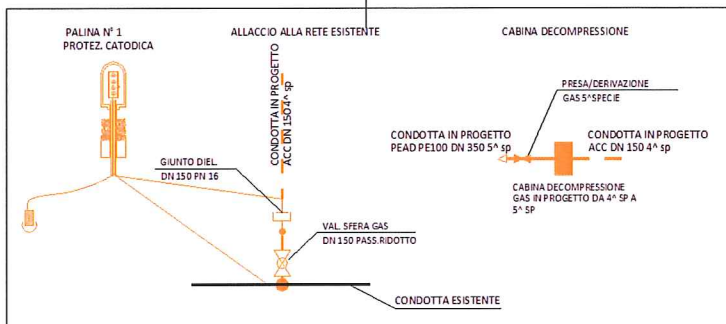 PALINA N° 1
PROTEZ. CATODICA
ALLACCIO ALLA RETE ESISTENTE
CABINA DECOMPRESSIONE
CONDOTTA IN PROGETTO
ACC DN 150 4^ sp
PRESA/DERIVAZIONE
GAS 5^SPECIE
CONDOTTA IN PROGETTO
PEAD PE100 DN 350 5^ sp
CONDOTTA IN PROGETTO
ACC DN 150 4^ sp
GIUNTO DIEL.
DN 150 PN 16
CABINA DECOMPRESSIONE
GAS IN PROGETTO DA 4^ SP A
5^ SP
VAL. SFERA GAS
DN 150 PASS.RIDOTTO
CONDOTTA ESISTENTE